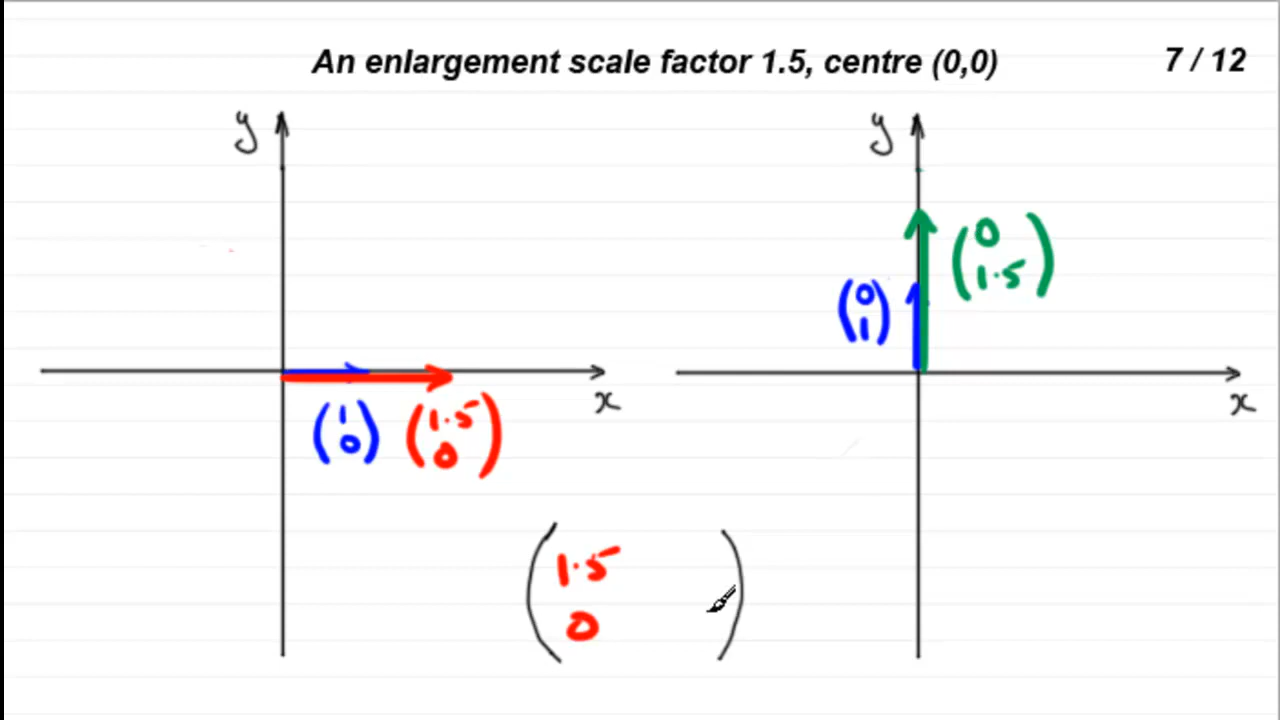 An enlargement scale factor 1.5, centre (0,0)
7 / 12
y
x
(1
0)
(1.5
0)
y
x
(0
1)
(0
1.5)
(1.5
0)